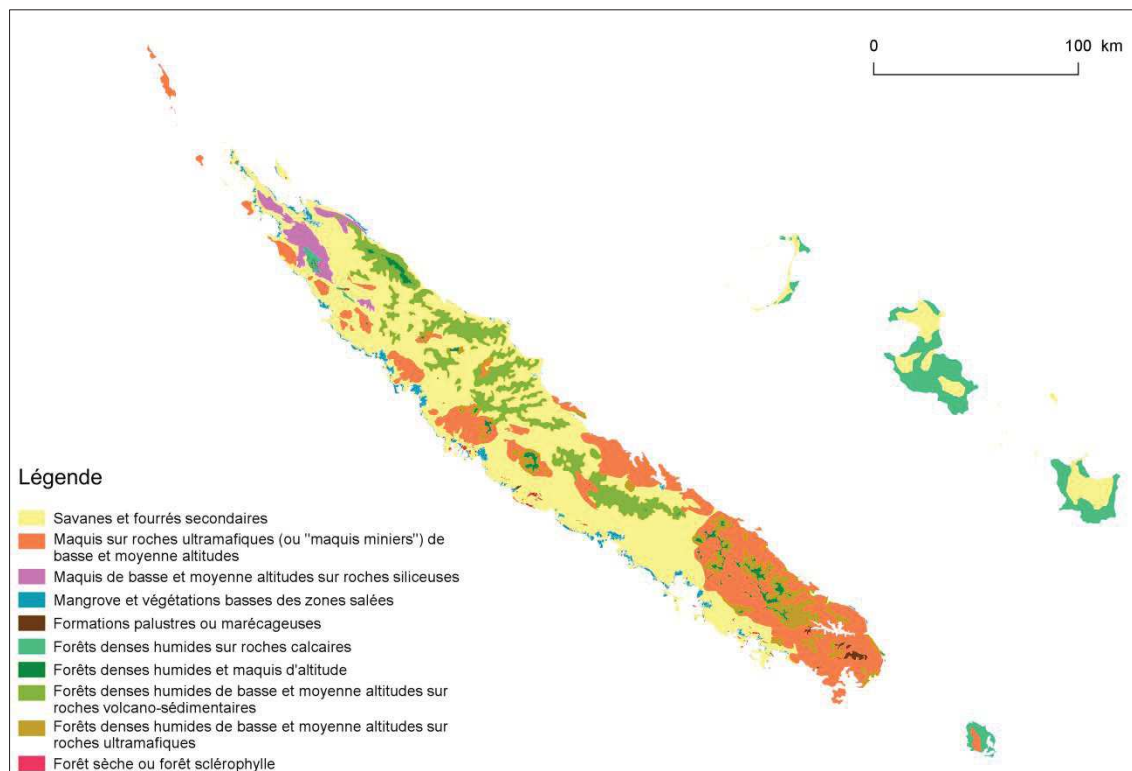 0 100 km
Légende
Savanes et fourrés secondaires
Maquis sur roches ultramafiques (ou "maquis miniers") de
basse et moyenne altitudes
Maquis de basse et moyenne altitudes sur roches siliceuses
Mangrove et végétations basses des zones salées
Formations palustres ou marécageuses
Forêts denses humides sur roches calcaires
Forêts denses humides et maquis d'altitude
Forêts denses humides de basse et moyenne altitudes sur
roches volcano-sédimentaires
Forêts denses humides de basse et moyenne altitudes sur
roches ultramafiques
Forêt sèche ou forêt sclérophylle